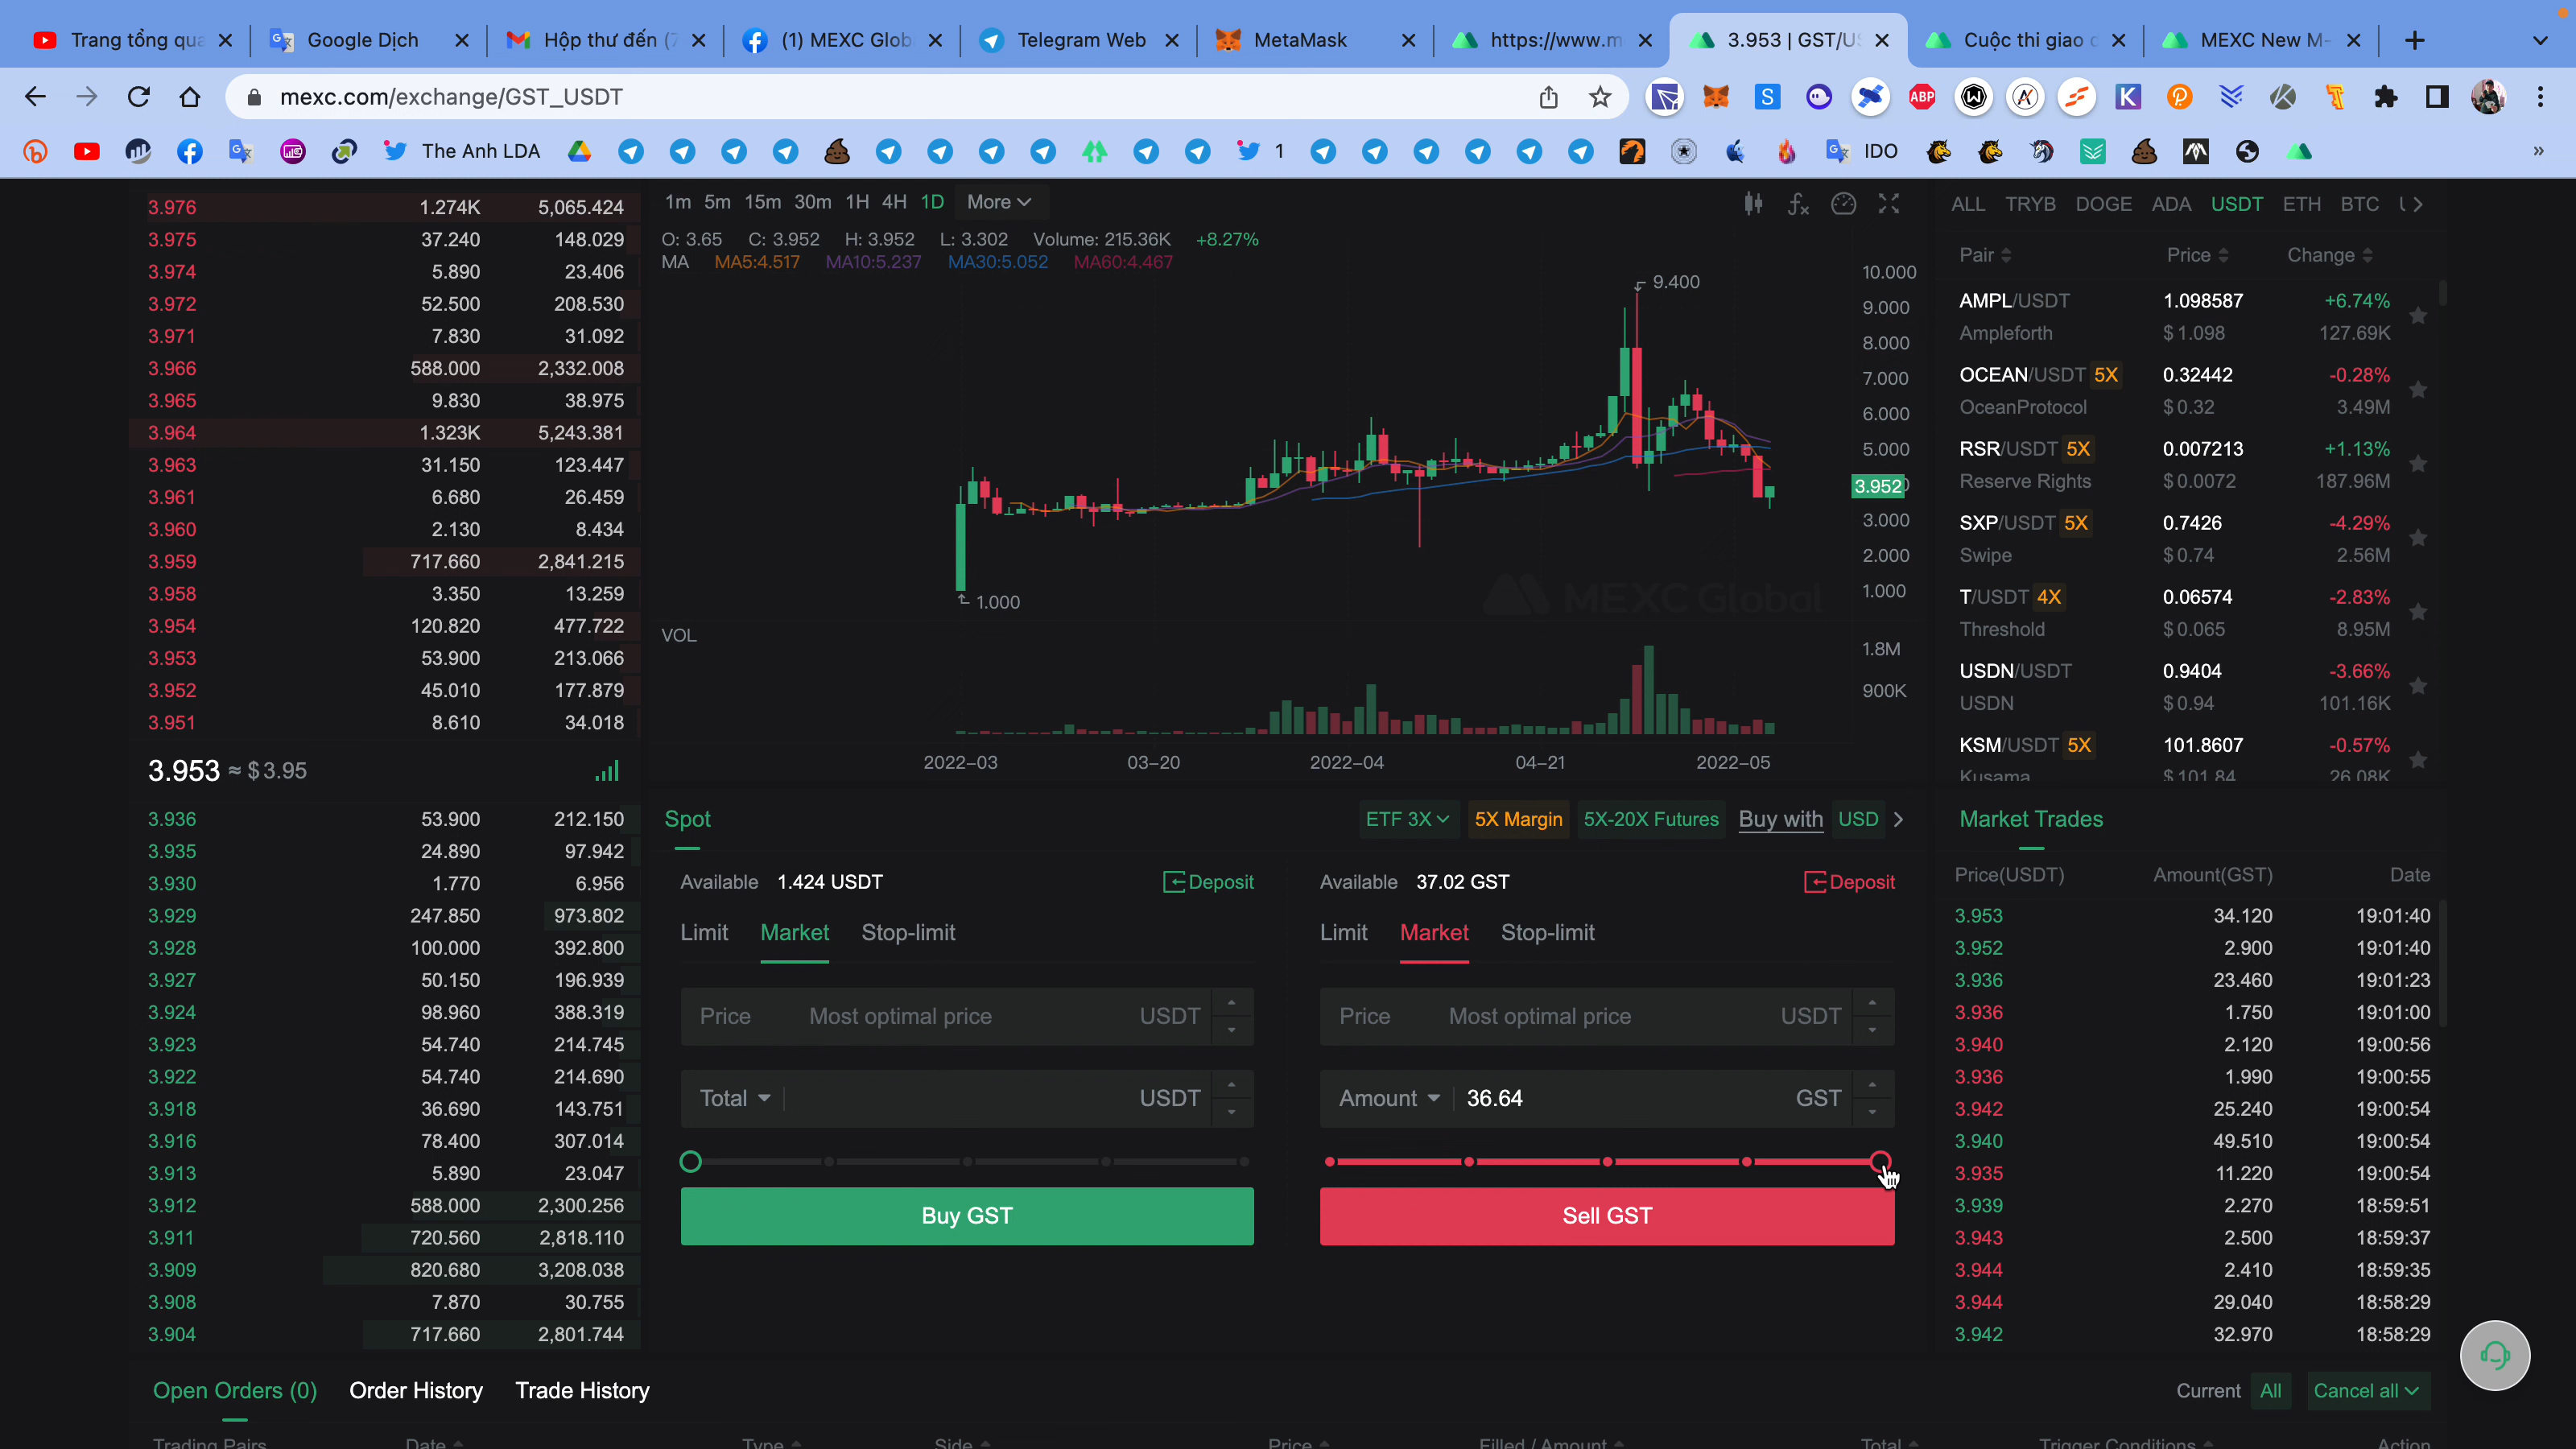 Trang tổng qua Google Dịch Hộp thư đến (7 (1) MEXC Glob Telegram Web MetaMask https://www.m 3.953 | GST/US Cuộc thi giao MEXC New M-
mexc.com/exchange/GST_USDT
The Anh LDA 1 IDO
1m 5m 15m 30m 1H 4H 1D More
O: 3.65 C: 3.952 H: 3.952 L: 3.302 Volume: 215.36K +8.27%
MA MA5:4.517 MA10:5.237 MA30:5.052 MA60:4.467
9.400
1.000
10.000
9.000
8.000
7.000
6.000
5.000
3.952
3.000
2.000
1.000
MEXC Global
VOL
1.8M
900K
2022-03 03-20 2022-04 04-21 2022-05
3.976 1.274K 5,065.424
3.975 37.240 148.029
3.974 5.890 23.406
3.972 52.500 208.530
3.971 7.830 31.092
3.966 588.000 2,332.008
3.965 9.830 38.975
3.964 1.323K 5,243.381
3.963 31.150 123.447
3.961 6.680 26.459
3.960 2.130 8.434
3.959 717.660 2,841.215
3.958 3.350 13.259
3.954 120.820 477.722
3.953 53.900 213.066
3.952 45.010 177.879
3.951 8.610 34.018
3.953 ≈ $3.95
3.936 53.900 212.150
3.935 24.890 97.942
3.930 1.770 6.956
3.929 247.850 973.802
3.928 100.000 392.800
3.927 50.150 196.939
3.924 98.960 388.319
3.923 54.740 214.745
3.922 54.740 214.690
3.918 36.690 143.751
3.916 78.400 307.014
3.913 5.890 23.047
3.912 588.000 2,300.256
3.911 720.560 2,818.110
3.909 820.680 3,208.038
3.908 7.870 30.755
3.904 717.660 2,801.744
Spot ETF 3X 5X Margin 5X-20X Futures Buy with USD
Available 1.424 USDT Deposit
Limit Market Stop-limit
Price Most optimal price USDT
Total USDT
Buy GST
Available 37.02 GST Deposit
Limit Market Stop-limit
Price Most optimal price USDT
Amount 36.64 GST
Sell GST
ALL TRYB DOGE ADA USDT ETH BTC
Pair Price Change
AMPL/USDT 1.098587 +6.74%
Ampleforth $1.098 127.69K
OCEAN/USDT 5X 0.32442 -0.28%
OceanProtocol $0.32 3.49M
RSR/USDT 5X 0.007213 +1.13%
Reserve Rights $0.0072 187.96M
SXP/USDT 5X 0.7426 -4.29%
Swipe $0.74 2.56M
T/USDT 4X 0.06574 -2.83%
Threshold $0.065 8.95M
USDN/USDT 0.9404 -3.66%
USDN $0.94 101.16K
KSM/USDT 5X 101.8607 -0.57%
Kusama $101.84 26.08K
Market Trades
Price(USDT) Amount(GST) Date
3.953 34.120 19:01:40
3.952 2.900 19:01:40
3.936 23.460 19:01:23
3.936 1.750 19:01:00
3.940 2.120 19:00:56
3.936 1.990 19:00:55
3.942 25.240 19:00:54
3.940 49.510 19:00:54
3.935 11.220 19:00:54
3.939 2.270 18:59:51
3.943 2.500 18:59:37
3.944 2.410 18:59:35
3.944 29.040 18:58:29
3.942 32.970 18:58:29
Open Orders (0) Order History Trade History Current All Cancel all
Trading Pairs Date Type Side Price Filled / Amount Total Trigger Conditions Action